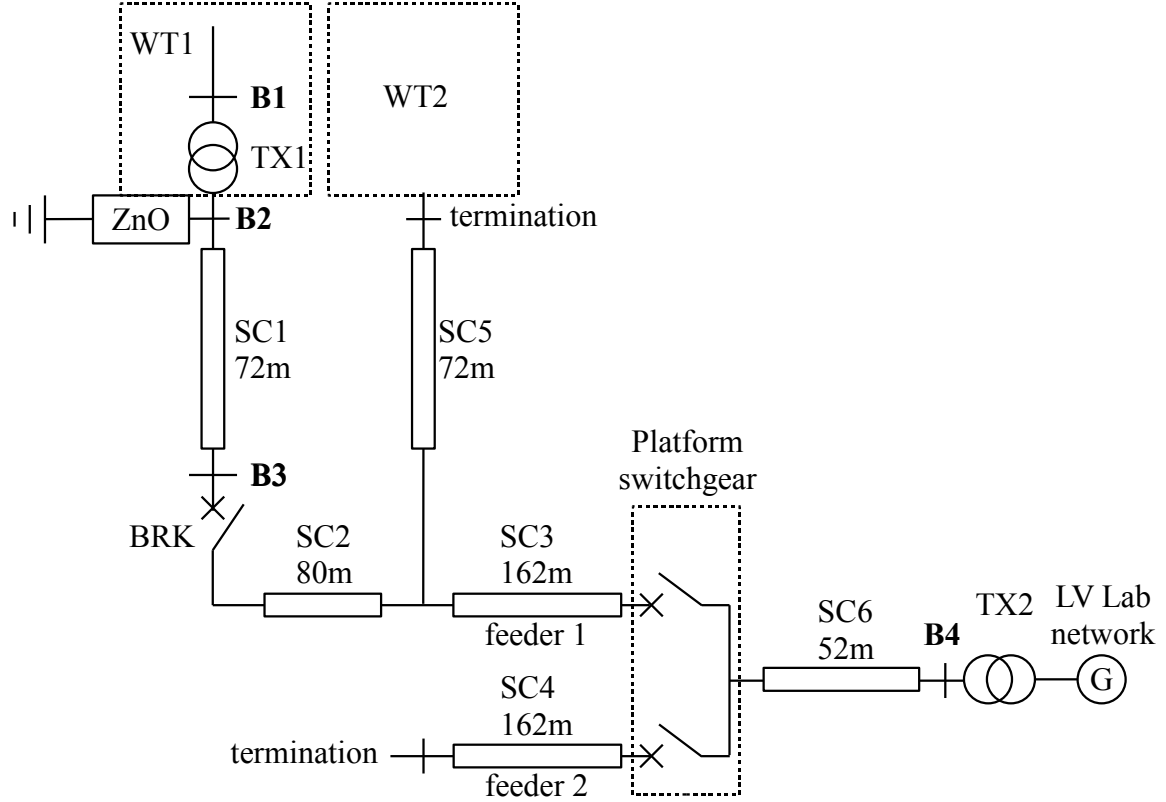 WT1
B1
TX1
WT2
ZnO
B2
termination
SC1
72m
SC5
72m
B3
BRK
SC2
80m
SC3
162m
feeder 1
Platform
switchgear
SC6
52m
B4
TX2
LV Lab
network
G
SC4
162m
termination
feeder 2